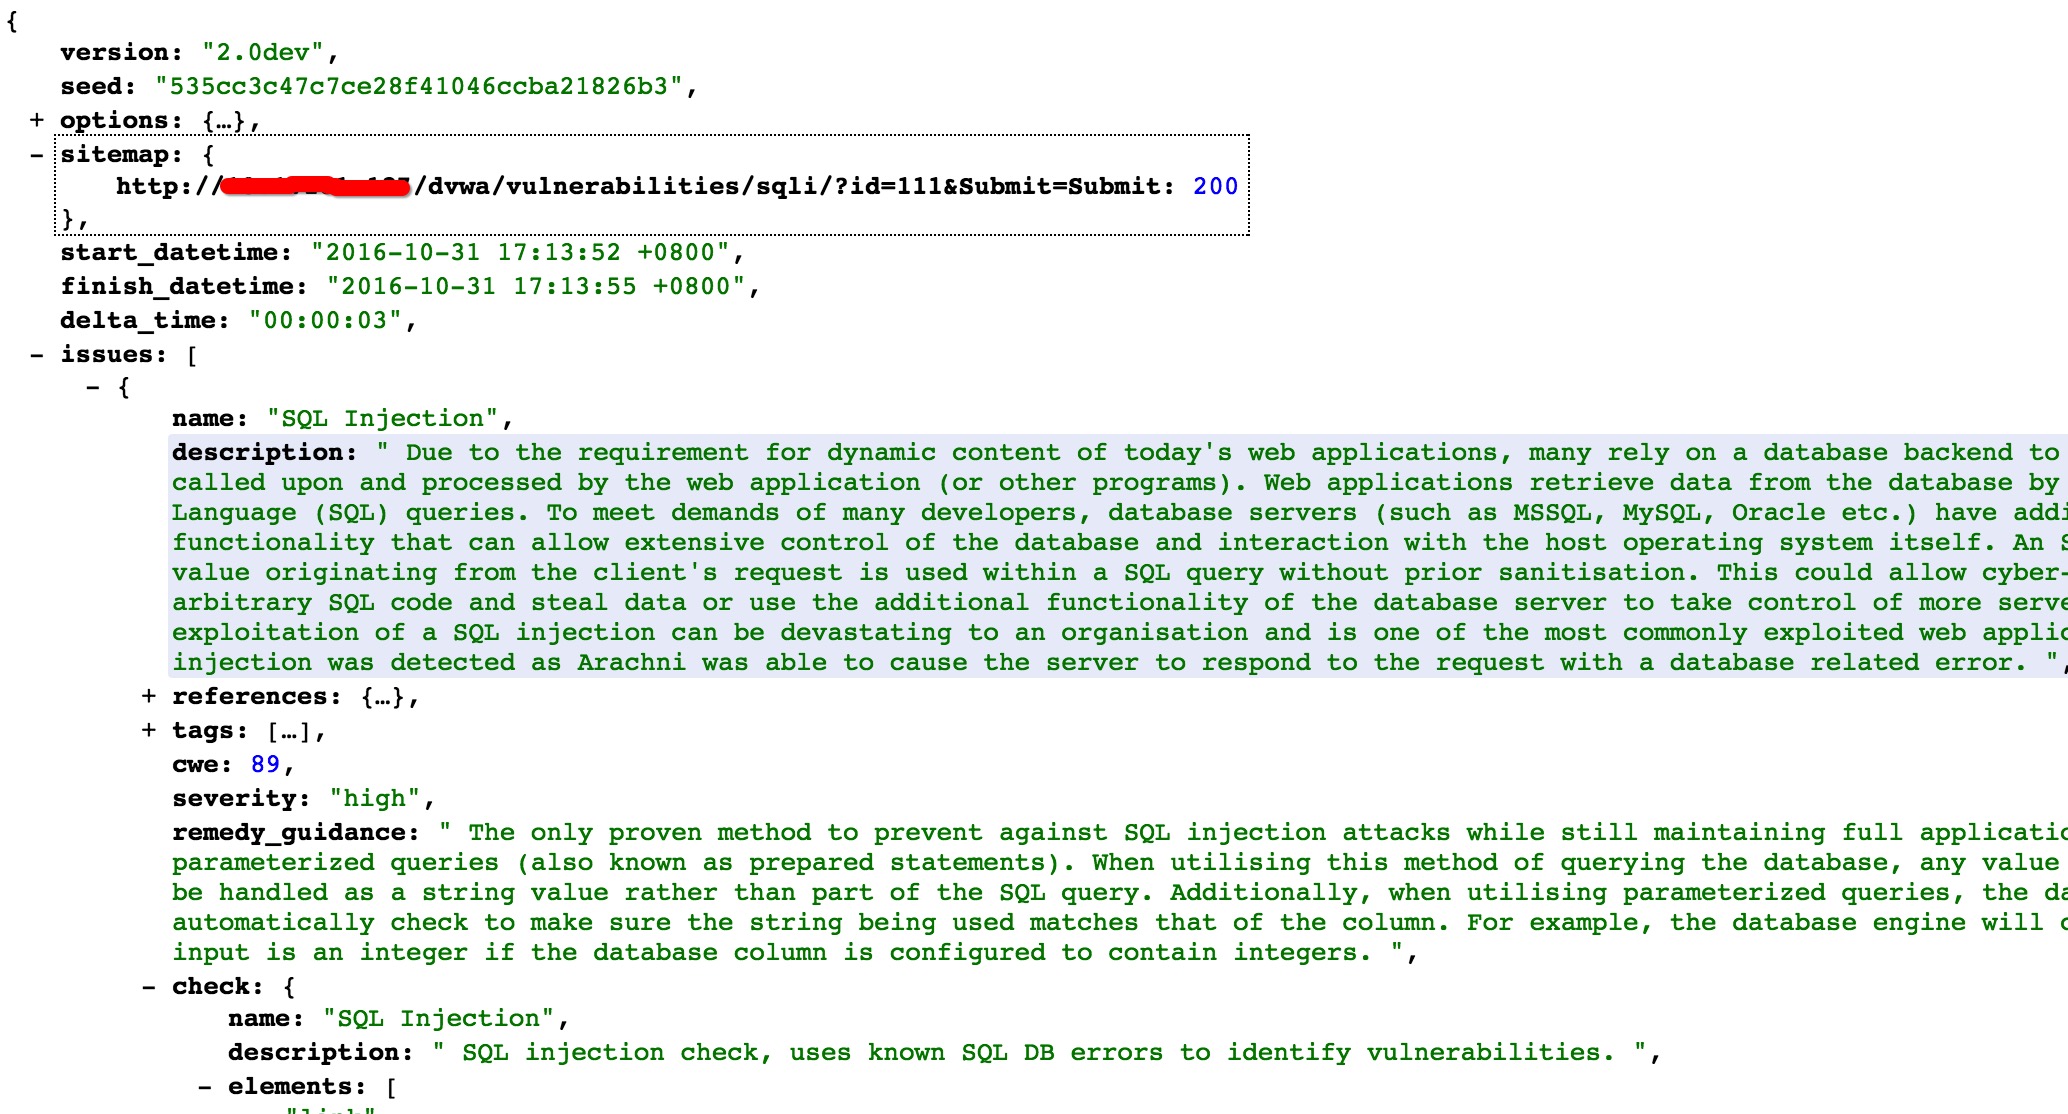 {
version: "2.0dev",
seed: "535cc3c47c7ce28f41046ccba21826b3",
+ options: {…},
- sitemap: {
http:///dvwa/vulnerabilities/sqli/?id=111&Submit=Submit: 200
},
start_datetime: "2016-10-31 17:13:52 +0800",
finish_datetime: "2016-10-31 17:13:55 +0800",
delta_time: "00:00:03",
- issues: [
- {
name: "SQL Injection",
description: " Due to the requirement for dynamic content of today's web applications, many rely on a database backend to
called upon and processed by the web application (or other programs). Web applications retrieve data from the database by
Language (SQL) queries. To meet demands of many developers, database servers (such as MSSQL, MySQL, Oracle etc.) have
functionality that can allow extensive control of the database and interaction with the host operating system itself. An
value originating from the client's request is used within a SQL query without prior sanitisation. This could allow cyber-
arbitrary SQL code and steal data or use the additional functionality of the database server to take control of more
exploitation of a SQL injection can be devastating to an organisation and is one of the most commonly exploited web
injection was detected as Arachni was able to cause the server to respond to the request with a database related error. ",
+ references: {…},
+ tags: […],
cwe: 89,
severity: "high",
remedy_guidance: " The only proven method to prevent against SQL injection attacks while still maintaining full
parameterized queries (also known as prepared statements). When utilising this method of querying the database, any value
be handled as a string value rather than part of the SQL query. Additionally, when utilising parameterized queries, the
automatically check to make sure the string being used matches that of the column. For example, the database engine will
input is an integer if the database column is configured to contain integers. ",
- check: {
name: "SQL Injection",
description: " SQL injection check, uses known SQL DB errors to identify vulnerabilities. ",
- elements: [